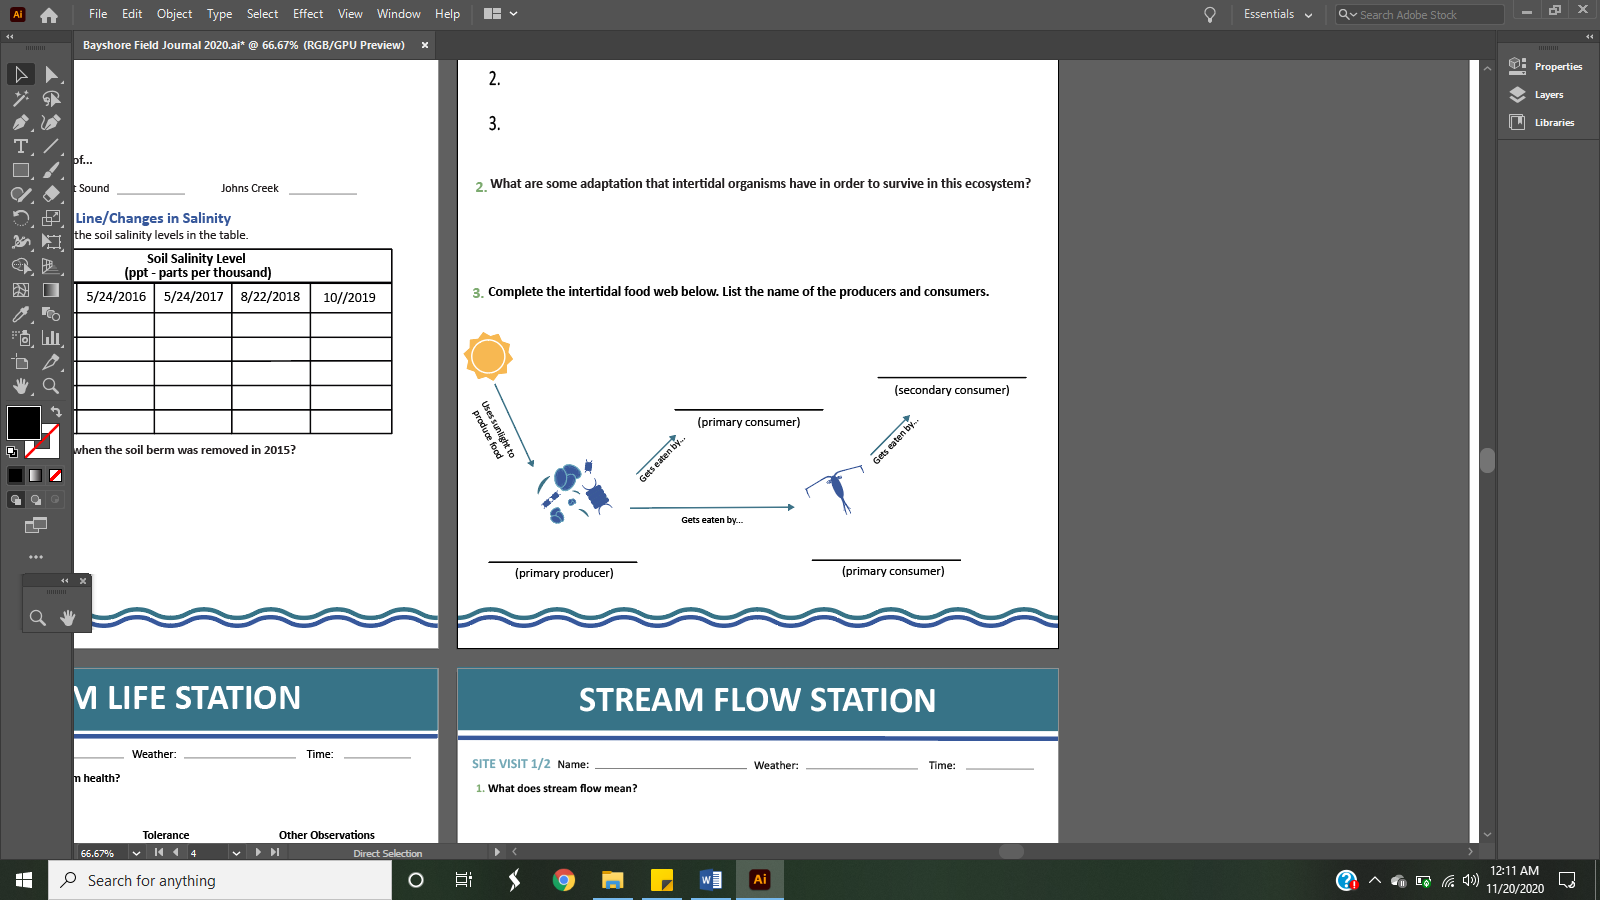 Ai File Edit Object Type Select Effect View Window Help Essentials Search Adobe Stock
Bayshore Field Journal 2020.ai* @ 66.67% (RGB/GPU Preview) ×
Properties
Layers
Libraries
of...
t Sound Johns Creek
Line/Changes in Salinity
the soil salinity levels in the table.
Soil Salinity Level
(ppt - parts per thousand)
5/24/2016 5/24/2017 8/22/2018 10//2019
when the soil berm was removed in 2015?
2.
3.
2. What are some adaptation that intertidal organisms have in order to survive in this ecosystem?
3. Complete the intertidal food web below. List the name of the producers and consumers.
Uses sunlight to
produce food
(secondary consumer)
(primary consumer)
Gets eaten by...
Gets eaten by...
Gets eaten by...
(primary producer)
(primary consumer)
M LIFE STATION
Weather: Time:
m health?
Tolerance Other Observations
STREAM FLOW STATION
SITE VISIT 1/2 Name: Weather: Time:
1. What does stream flow mean?
66.67% 4 Direct Selection
Search for anything
W
Ai
12:11 AM
11/20/2020